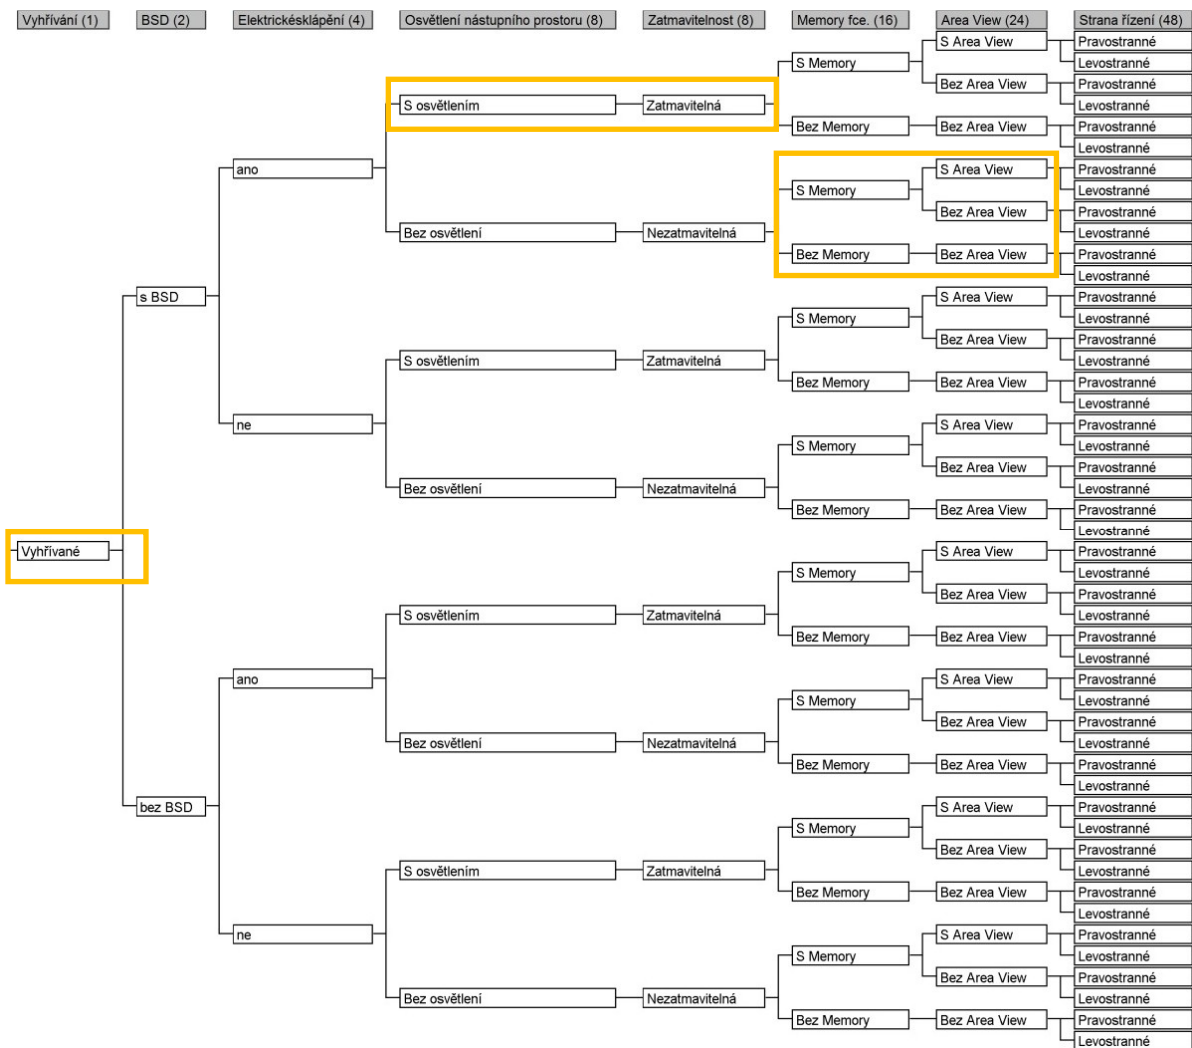 Vyhřívání (1) BSD (2) Elektrickésklápění (4) Osvětlení nástupního prostoru (8) Zatmavitelnost (8) Memory fce. (16) Area View (24) Strana řízení (48)
S Area View Pravostranné
S Memory Levostranné
Bez Area View Pravostranné
S osvětlením Zatmavitelná Levostranné
Bez Memory Bez Area View Pravostranné
Levostranné
ano S Area View Pravostranné
S Memory Levostranné
Bez Area View Pravostranné
Bez osvětlení Nezatmavitelná Levostranné
Bez Memory Bez Area View Pravostranné
Levostranné
s BSD S Area View Pravostranné
S Memory Levostranné
Bez Area View Pravostranné
S osvětlením Zatmavitelná Levostranné
Bez Memory Bez Area View Pravostranné
Levostranné
ne S Area View Pravostranné
S Memory Levostranné
Bez Area View Pravostranné
Bez osvětlení Nezatmavitelná Levostranné
Bez Memory Bez Area View Pravostranné
Levostranné
Vyhřívané S Area View Pravostranné
S Memory Levostranné
Bez Area View Pravostranné
S osvětlením Zatmavitelná Levostranné
Bez Memory Bez Area View Pravostranné
Levostranné
ano S Area View Pravostranné
S Memory Levostranné
Bez Area View Pravostranné
Bez osvětlení Nezatmavitelná Levostranné
Bez Memory Bez Area View Pravostranné
Levostranné
bez BSD S Area View Pravostranné
S Memory Levostranné
Bez Area View Pravostranné
S osvětlením Zatmavitelná Levostranné
Bez Memory Bez Area View Pravostranné
Levostranné
ne S Area View Pravostranné
S Memory Levostranné
Bez Area View Pravostranné
Bez osvětlení Nezatmavitelná Levostranné
Bez Memory Bez Area View Pravostranné
Levostranné